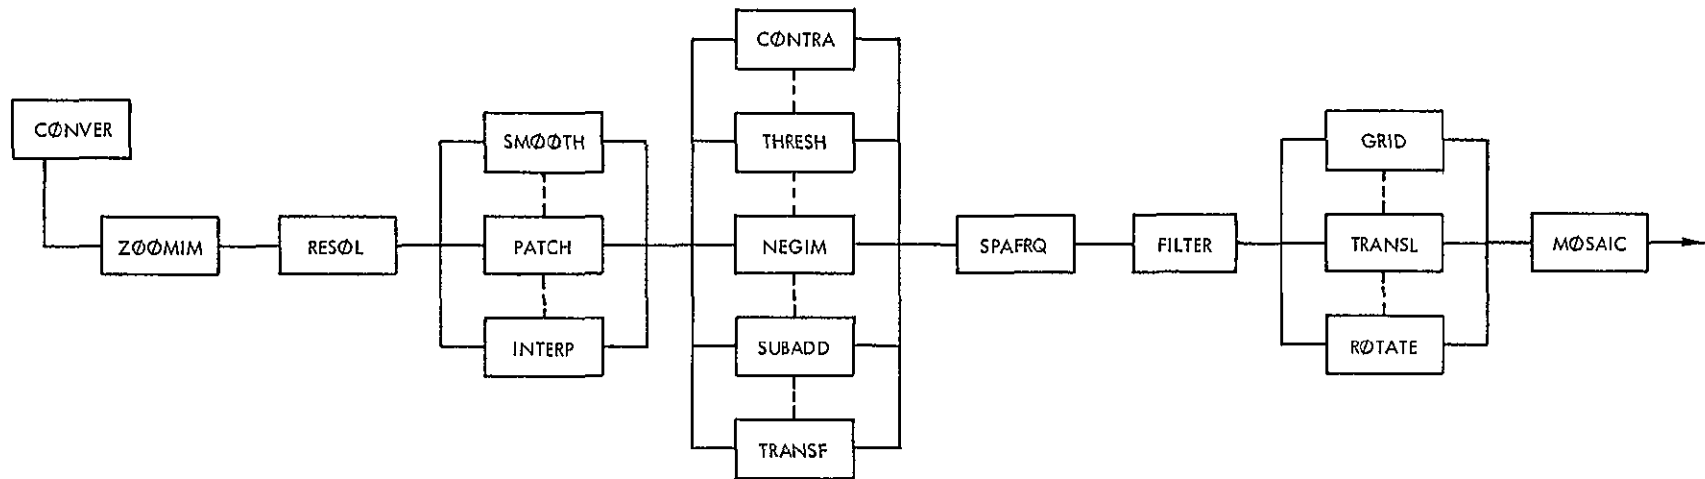 CØNVER
ZØØMIM
RESØL
SMØØTH
PATCH
INTERP
CØNTRA
THRESH
NEGIM
SUBADD
TRANSF
SPAFRQ
FILTER
GRID
TRANSL
RØTATE
MØSAIC